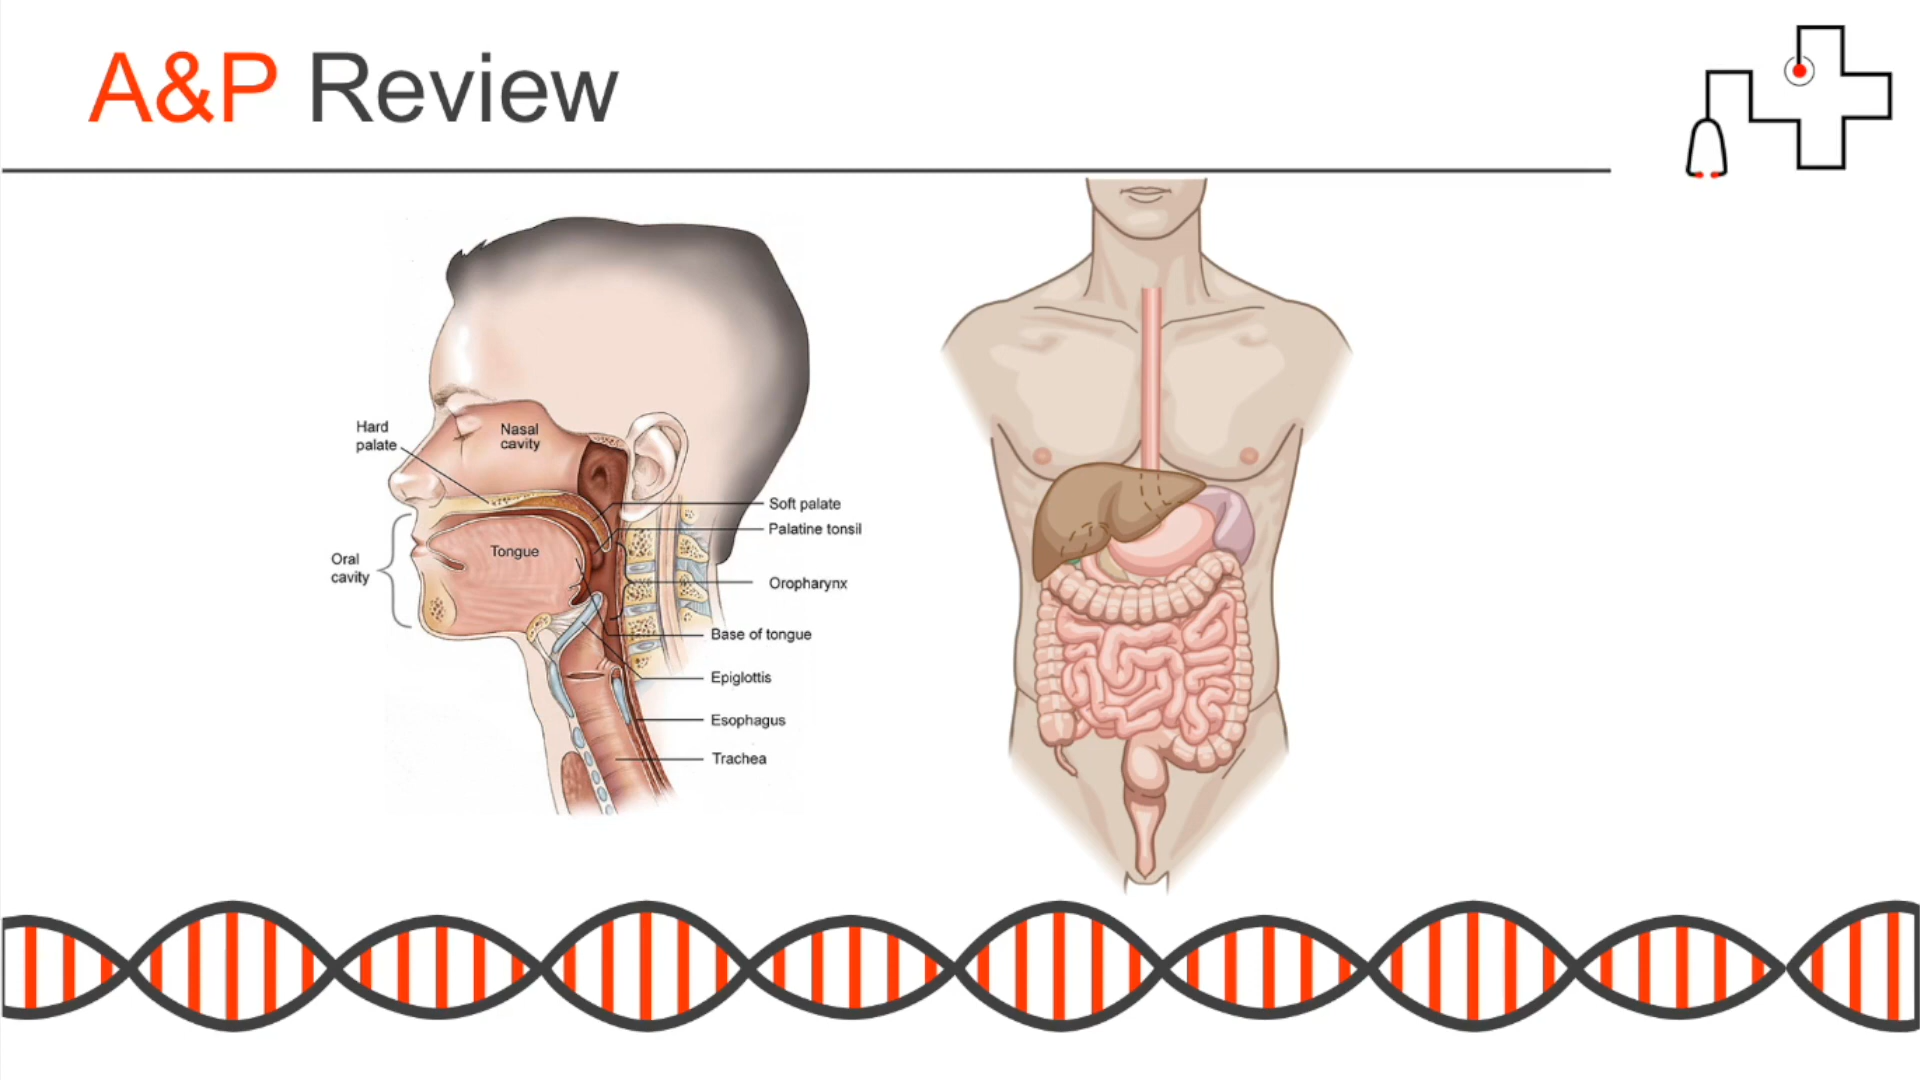 A&P Review
Hard
palate
Nasal
cavity
Soft palate
Palatine tonsil
Tongue
Oral
cavity
Oropharynx
Base of tongue
Epiglottis
Esophagus
Trachea